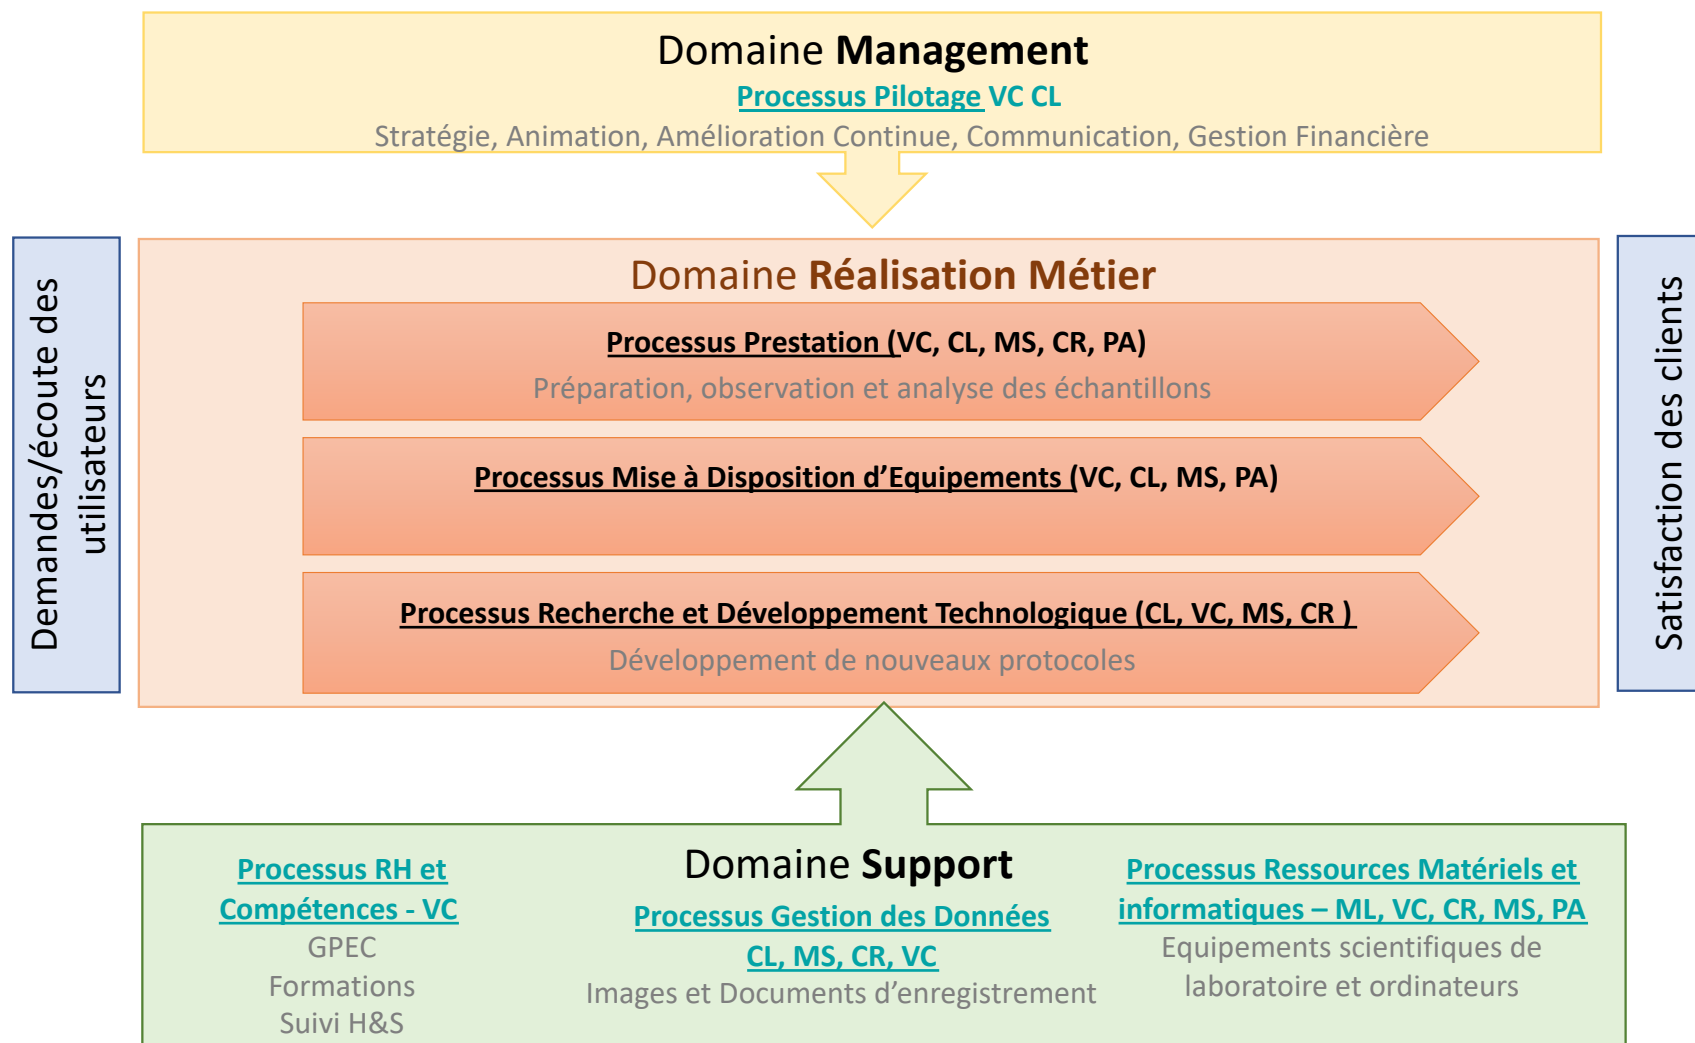 Domaine Management
Processus Pilotage VC CL
Stratégie, Animation, Amélioration Continue, Communication, Gestion Financière
Demandes/écoute des
utilisateurs
Domaine Réalisation Métier
Processus Prestation (VC, CL, MS, CR, PA)
Préparation, observation et analyse des échantillons
Processus Mise à Disposition d’Equipements (VC, CL, MS, PA)
Processus Recherche et Développement Technologique (CL, VC, MS, CR )
Développement de nouveaux protocoles
Satisfaction des clients
Domaine Support
Processus RH et
Compétences - VC
GPEC
Formations
Suivi H&S
Processus Gestion des Données
CL, MS, CR, VC
Images et Documents d’enregistrement
Processus Ressources Matériels et
informatiques – ML, VC, CR, MS, PA
Equipements scientifiques de
laboratoire et ordinateurs